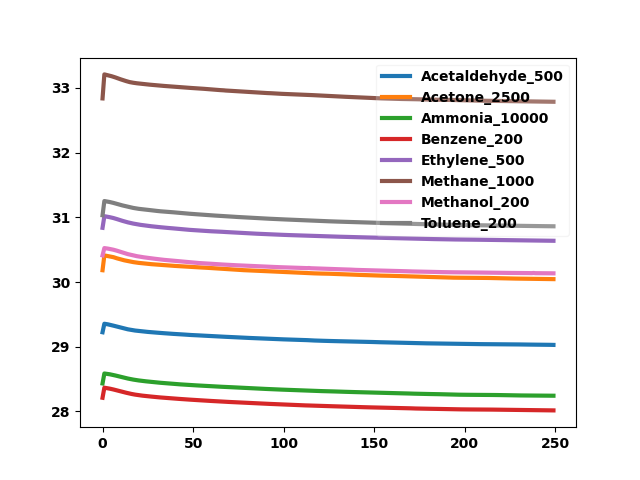 33
32
31
30
29
28
0
50
100
150
200
250
Acetaldehyde_500
Acetone_2500
Ammonia_10000
Benzene_200
Ethylene_500
Methane_1000
Methanol_200
Toluene_200